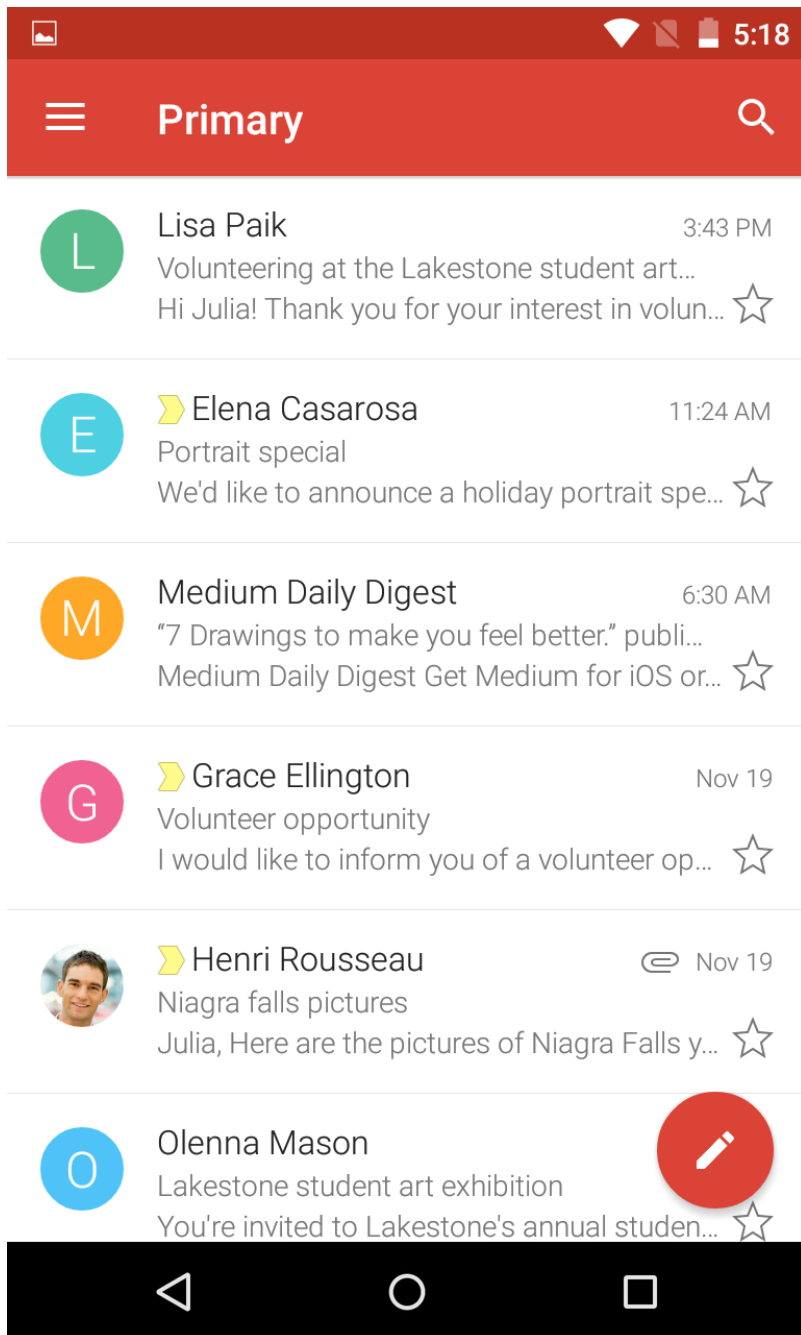 5:18
Primary
L
Lisa Paik
3:43 PM
Volunteering at the Lakestone student art...
Hi Julia! Thank you for your interest in volun...
E
Elena Casarosa
11:24 AM
Portrait special
We'd like to announce a holiday portrait spe...
M
Medium Daily Digest
6:30 AM
“7 Drawings to make you feel better.” publi...
Medium Daily Digest Get Medium for iOS or...
G
Grace Ellington
Nov 19
Volunteer opportunity
I would like to inform you of a volunteer op...
Henri Rousseau
Nov 19
Niagra falls pictures
Julia, Here are the pictures of Niagra Falls y...
O
Olenna Mason
Lakestone student art exhibition
You're invited to Lakestone's annual studen...